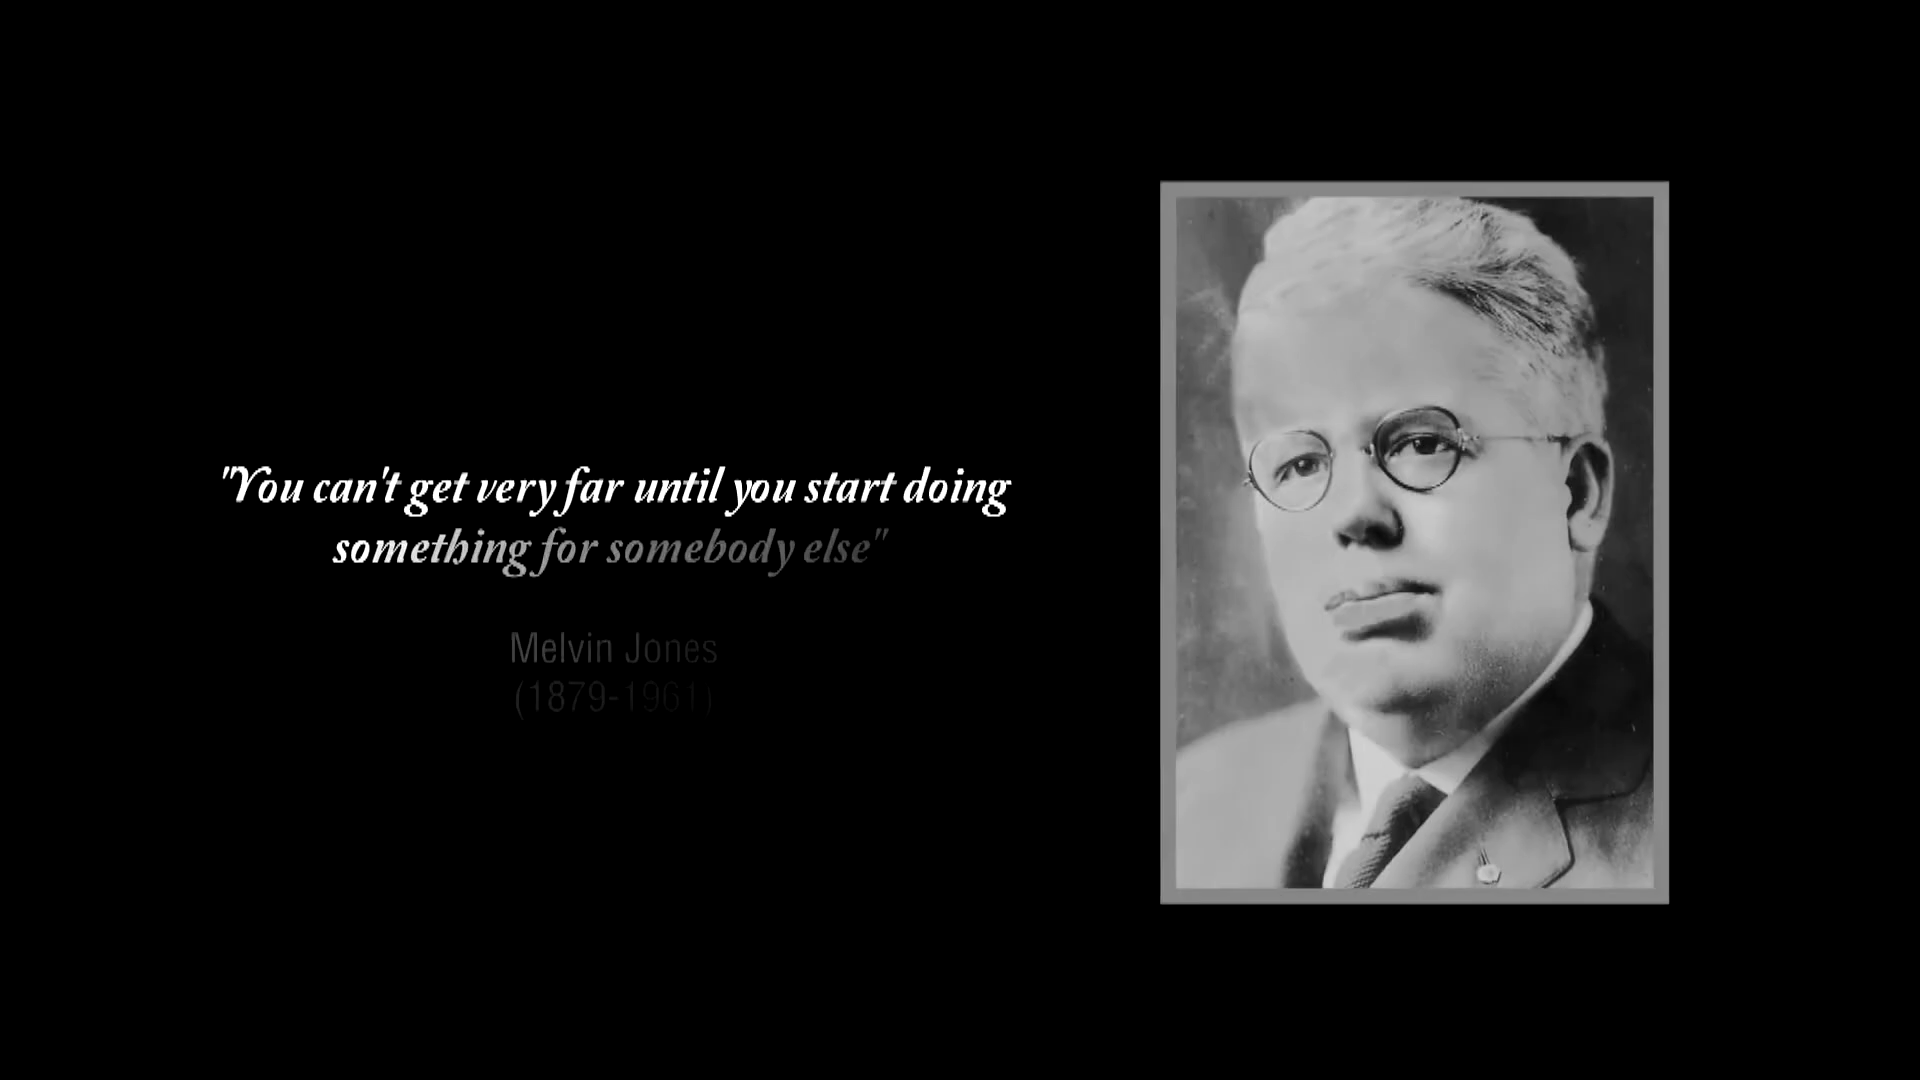 "You can't get very far until you start doing
something for somebody else"
Melvin Jones
(1879-1961)